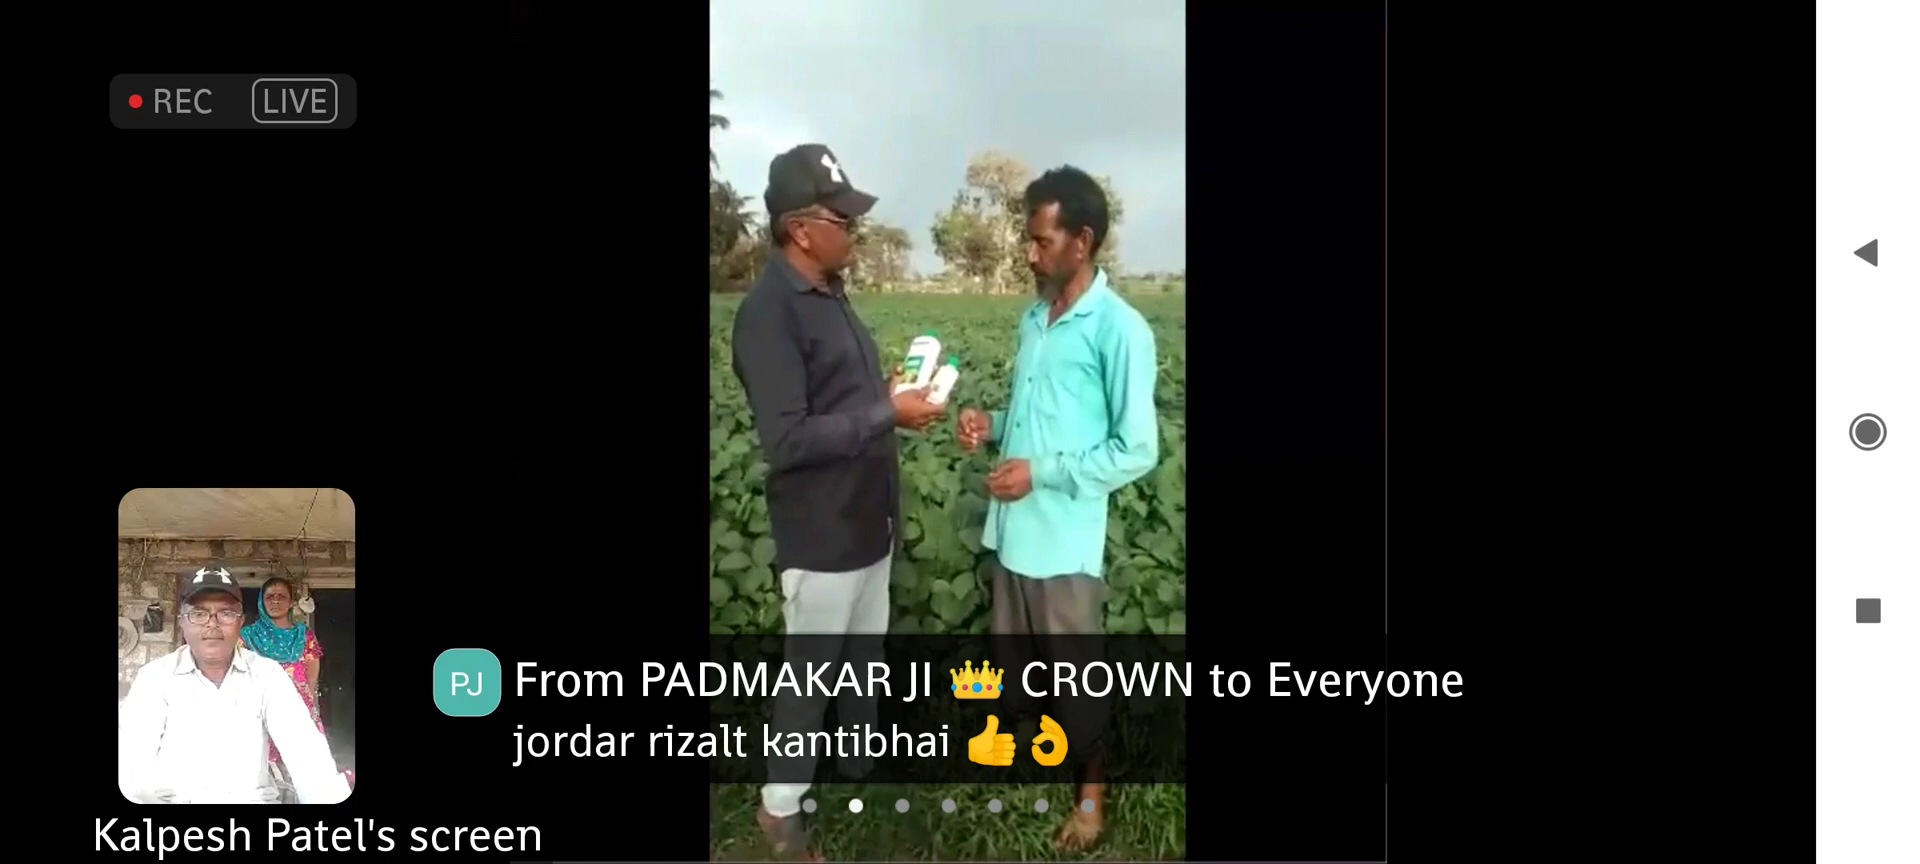 REC LIVE
PJ From PADMAKAR JI 👑 CROWN to Everyone
jordar rizalt kantibhai 👍👌
Kalpesh Patel's screen